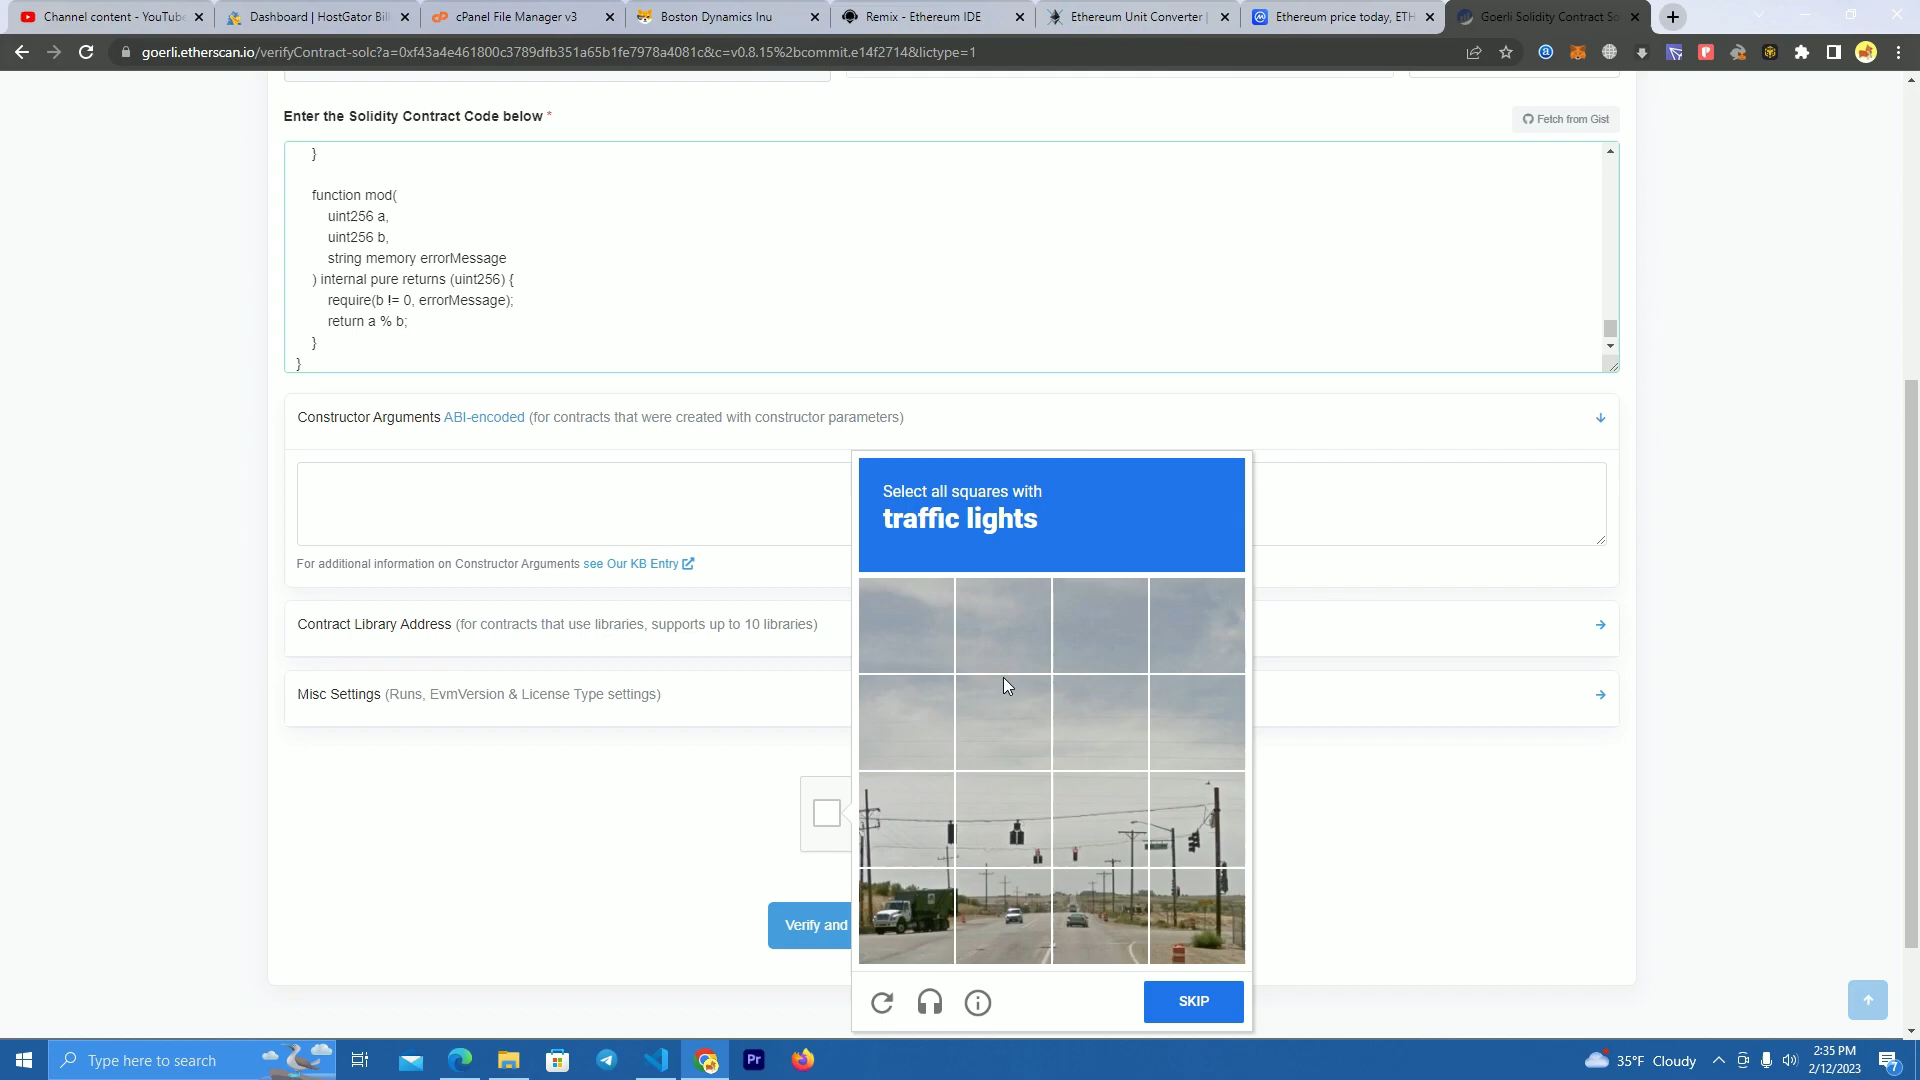 Channel content - YouTube
Dashboard | HostGator Bil
cPanel File Manager v3
Boston Dynamics Inu
Remix - Ethereum IDE
Ethereum Unit Converter |
Ethereum price today, ETH
Goerli Solidity Contract So
goerli.etherscan.io/verifyContract-solc?a=0xf43a4e461800c3789dfb351a65b1fe7978a4081c&c=v0.8.15%2bcommit.e14f2714&lictype=1
Enter the Solidity Contract Code below *
Fetch from Gist
}
function mod(
uint256 a,
uint256 b,
string memory errorMessage
) internal pure returns (uint256) {
require(b != 0, errorMessage);
return a % b;
}
}
Constructor Arguments ABI-encoded (for contracts that were created with constructor parameters)
For additional information on Constructor Arguments see Our KB Entry
Contract Library Address (for contracts that use libraries, supports up to 10 libraries)
Misc Settings (Runs, EvmVersion & License Type settings)
Select all squares with
traffic lights
Verify and
SKIP
Type here to search
Pr
35°F Cloudy
2:35 PM
2/12/2023
7